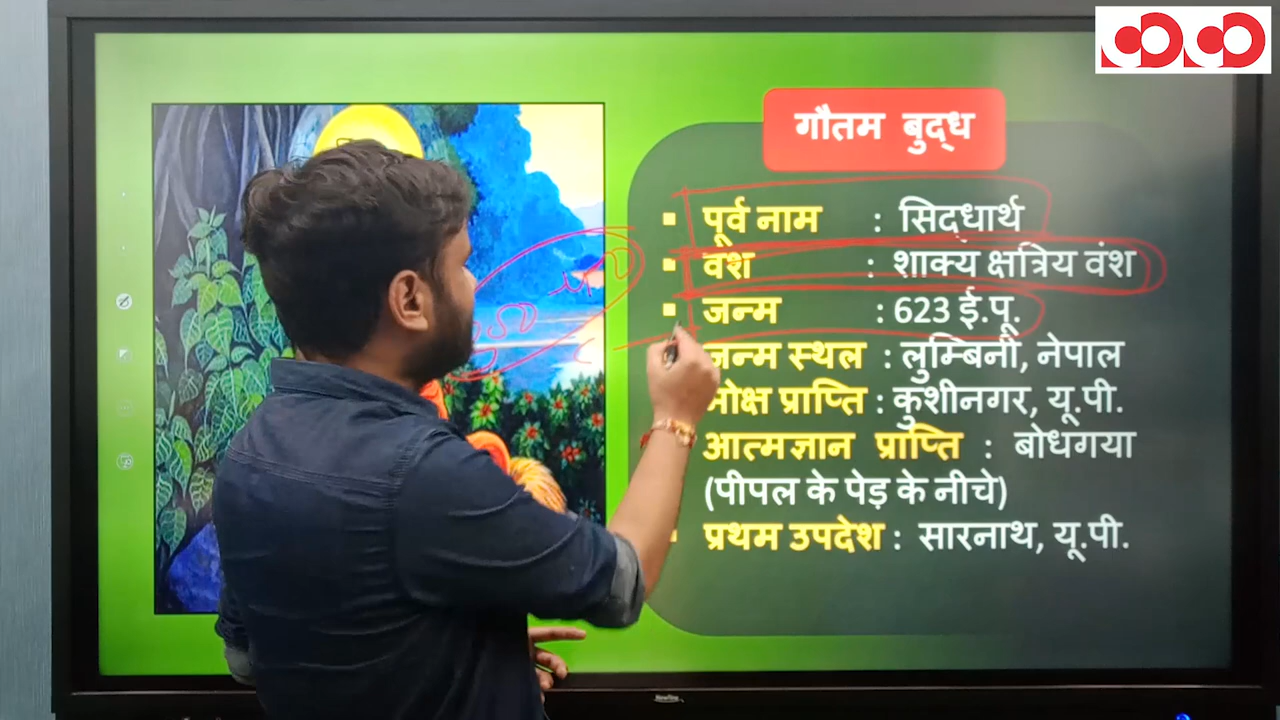 गौतम बुद्ध
पूर्व नाम : सिद्धार्थ
वंश : शाक्य क्षत्रिय वंश
जन्म : 623 ई.पू.
जन्म स्थल : लुम्बिनी, नेपाल
मोक्ष प्राप्ति : कुशीनगर, यू.पी.
आत्मज्ञान प्राप्ति : बोधगया
(पीपल के पेड़ के नीचे)
प्रथम उपदेश : सारनाथ, यू.पी.